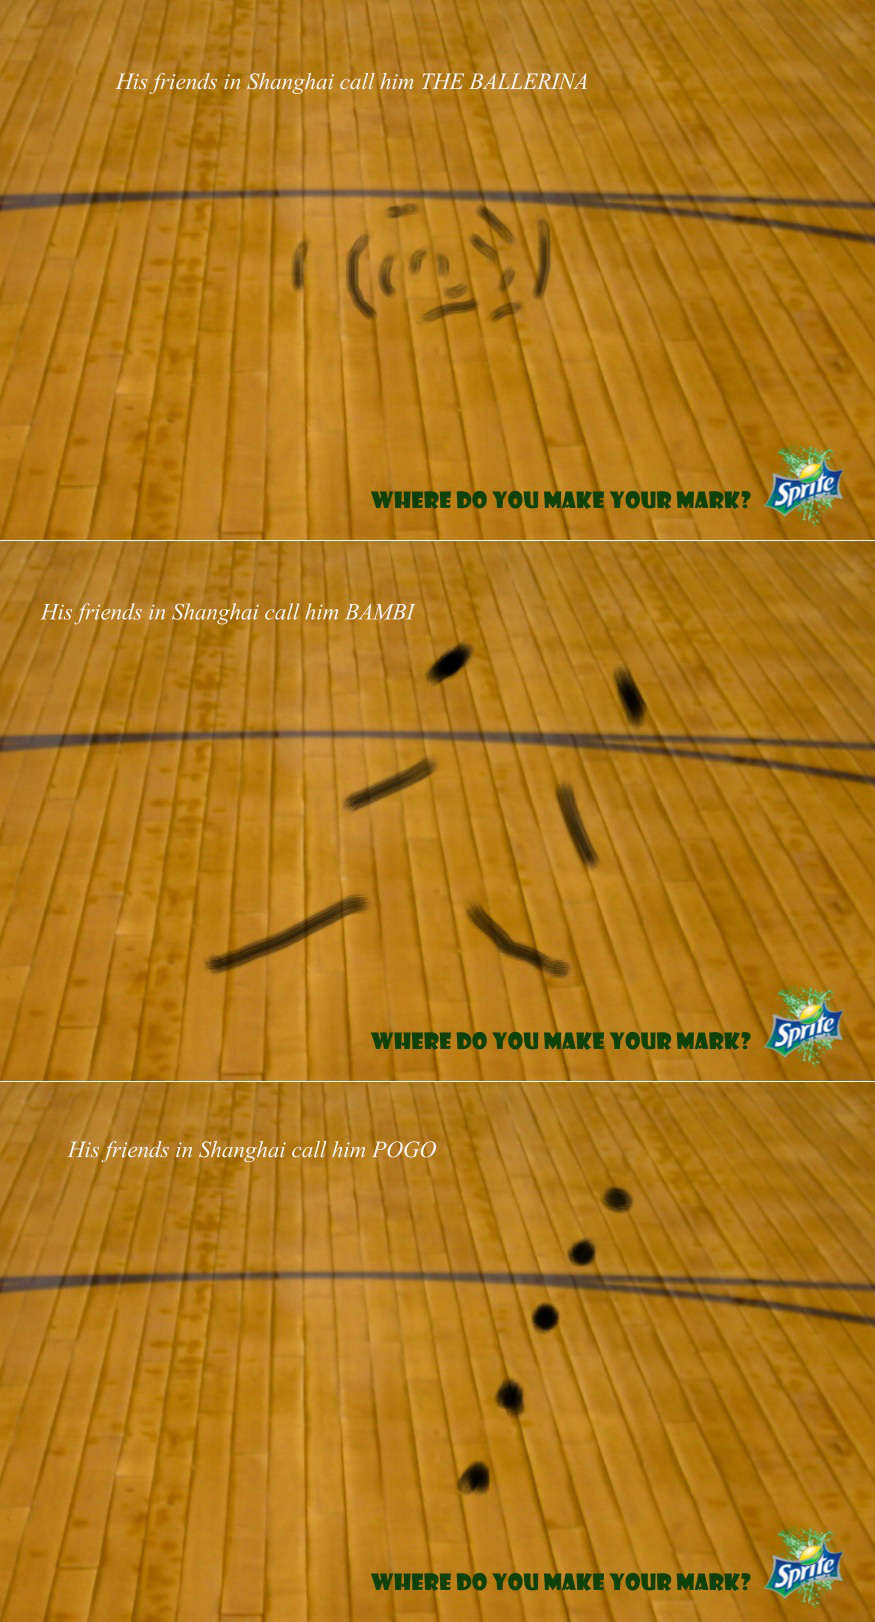 His friends in Shanghai call him THE BALLERINA
WHERE DO YOU MAKE YOUR MARK?
Sprite
His friends in Shanghai call him BAMBI
WHERE DO YOU MAKE YOUR MARK?
Sprite
His friends in Shanghai call him POGO
WHERE DO YOU MAKE YOUR MARK?
Sprite